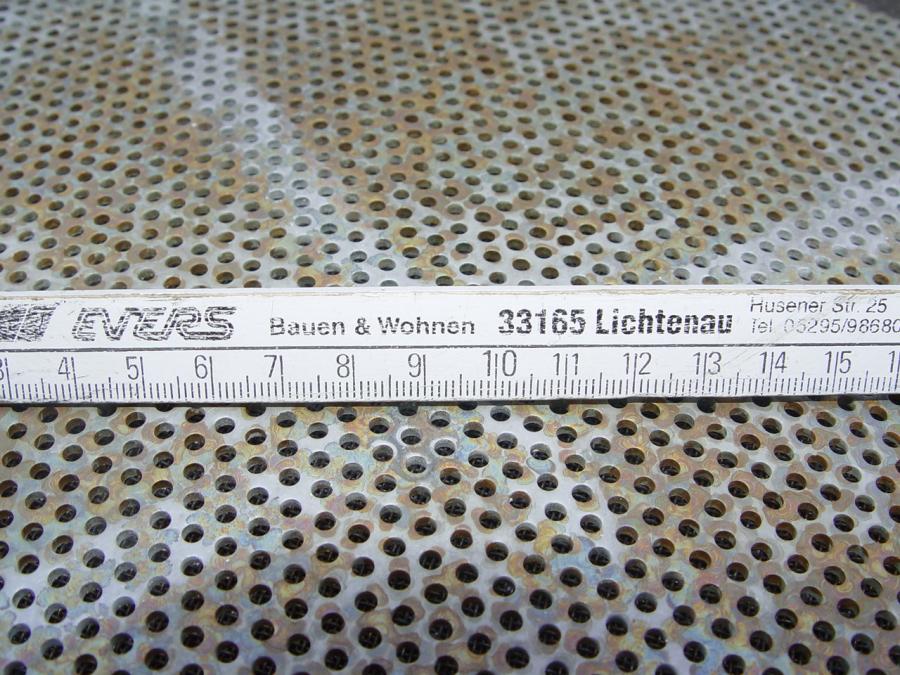 EVERS Bauen & Wohnen 33165 Lichtenau Husener Str. 25
Tel. 05295/98680
3 4 5 6 7 8 9 10 11 12 13 14 15